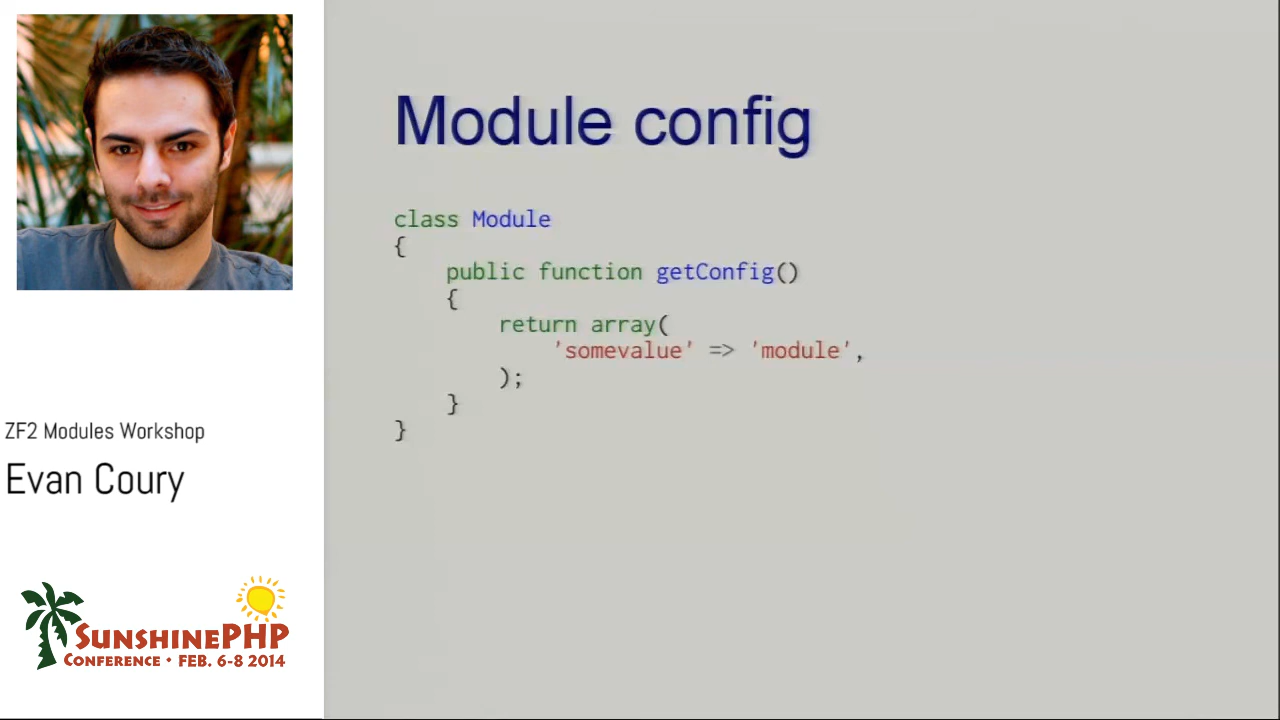 ZF2 Modules Workshop
Evan Coury
SUNSHINEPHP
CONFERENCE • FEB. 6-8 2014
Module config
class Module
{
    public function getConfig()
    {
        return array(
            'somevalue' => 'module',
        );
    }
}